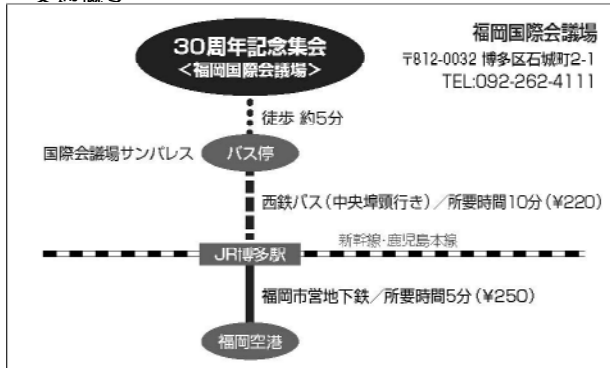 30周年記念集会
<福岡国際会議場>
福岡国際会議場
〒812-0032 博多区石城町2-1
TEL:092-262-4111
徒歩 約5分
国際会議場サンパレス
バス停
西鉄バス(中央埠頭行き)/所要時間10分(¥220)
新幹線・鹿児島本線
JR博多駅
福岡市営地下鉄/所要時間5分(¥250)
福岡空港